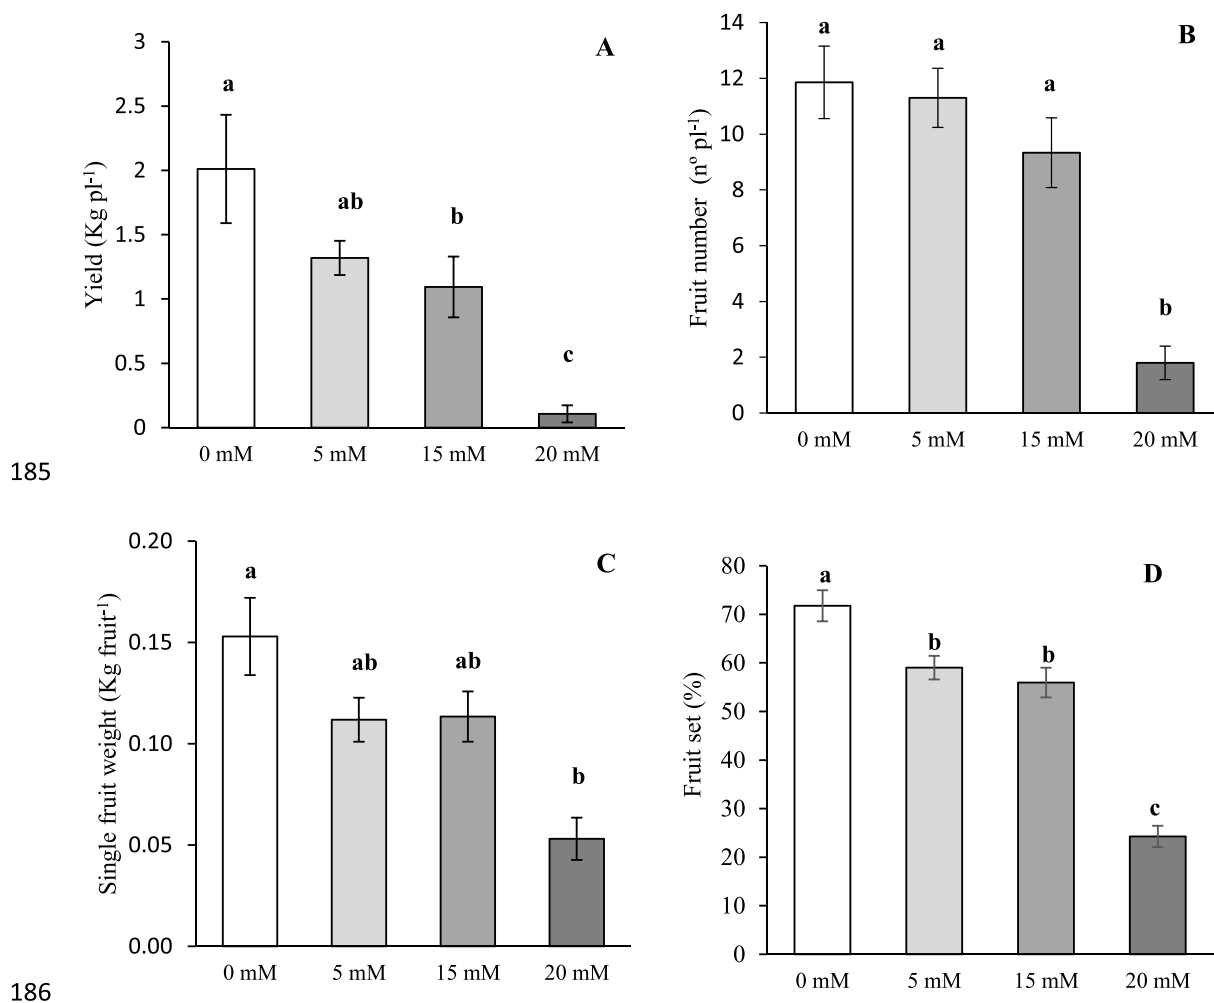 A
3
2.5
2
1.5
1
0.5
0
Yield (Kg pl-1)
a
ab
b
c
0 mM 5 mM 15 mM 20 mM
B
14
12
10
8
6
4
2
0
Fruit number (nº pl-1)
a
a
a
b
0 mM 5 mM 15 mM 20 mM
185
C
0.20
0.15
0.10
0.05
0.00
Single fruit weight (Kg fruit-1)
a
ab
ab
b
0 mM 5 mM 15 mM 20 mM
D
80
70
60
50
40
30
20
10
0
Fruit set (%)
a
b
b
c
0 mM 5 mM 15 mM 20 mM
186